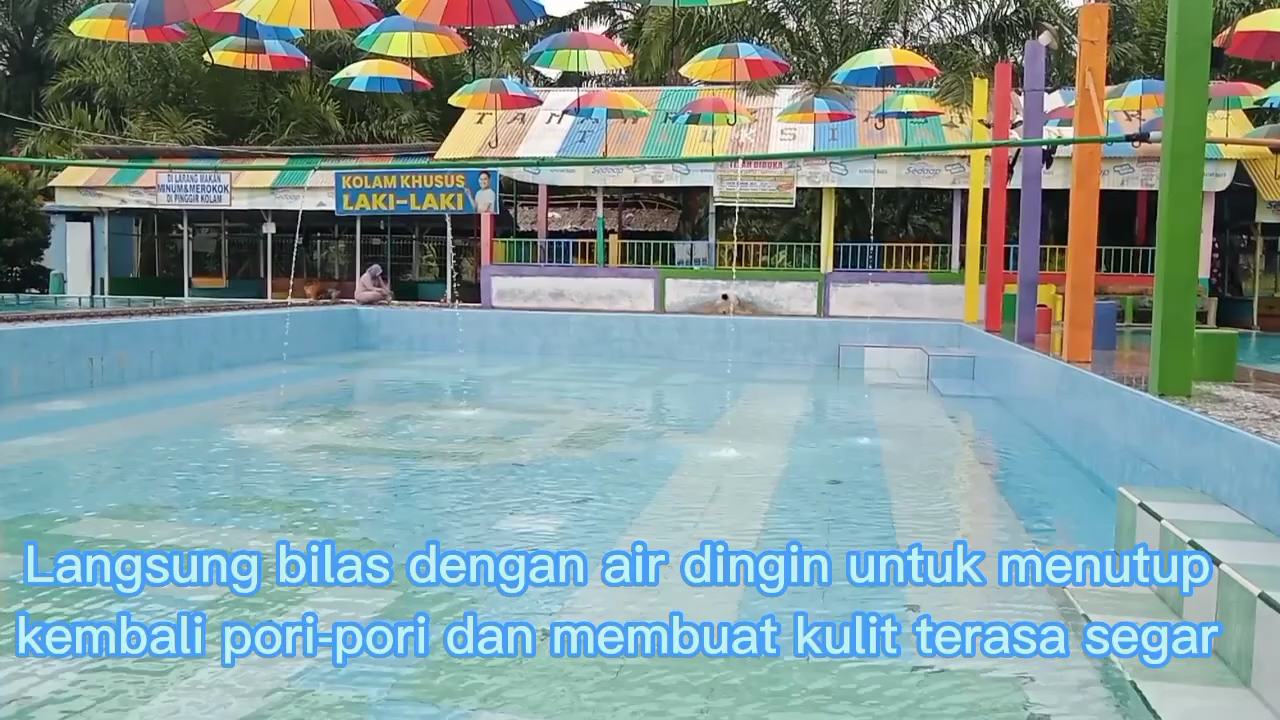 DI LARANG MAKAN
MINUM&MEROKOK
DI PINGGIR KOLAM
KOLAM KHUSUS
LAKI-LAKI
Sedaap
Langsung bilas dengan air dingin untuk menutup
kembali pori-pori dan membuat kulit terasa segar